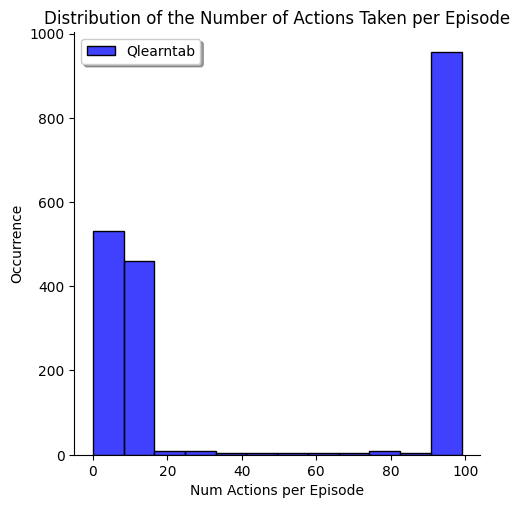 Distribution of the Number of Actions Taken per Episode
Qlearntab
1000
800
600
400
200
0
Occurrence
0 20 40 60 80 100
Num Actions per Episode